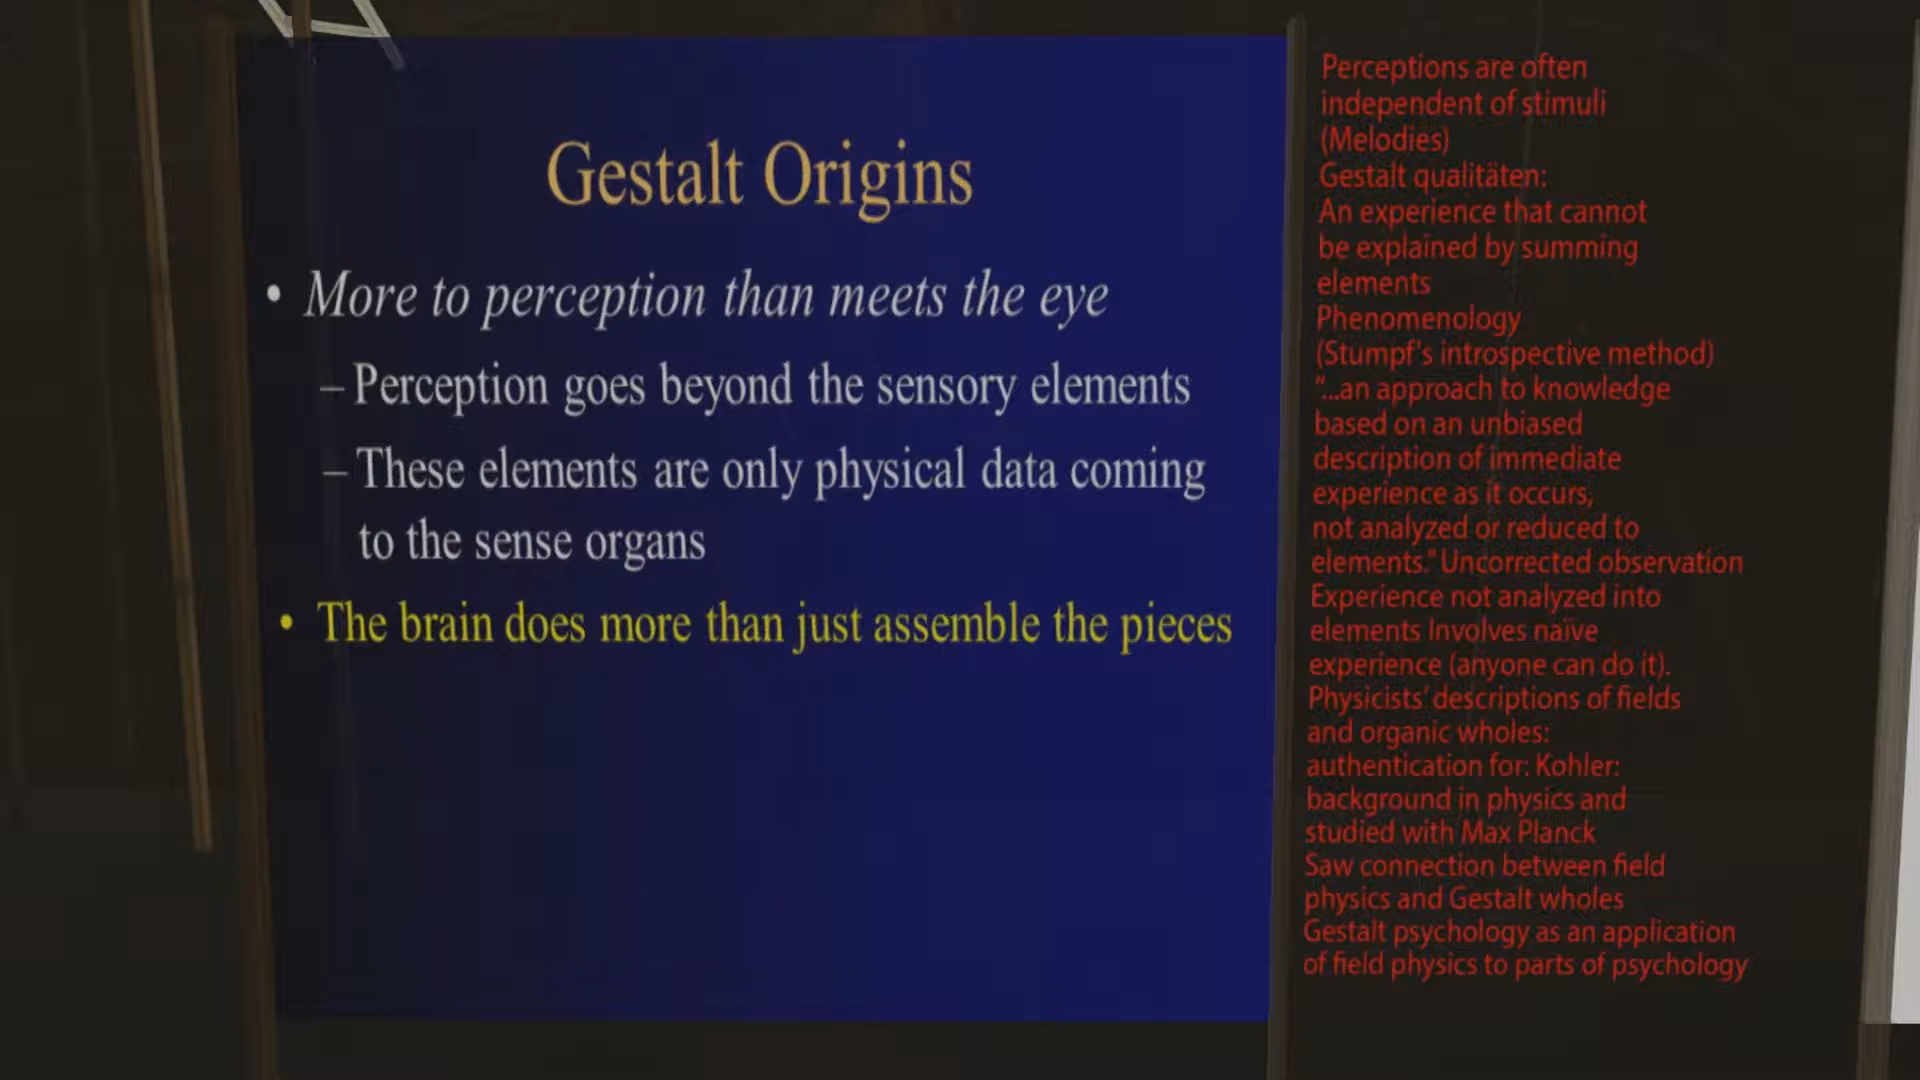 Gestalt Origins
• More to perception than meets the eye
– Perception goes beyond the sensory elements
– These elements are only physical data coming
to the sense organs
• The brain does more than just assemble the pieces
Perceptions are often
independent of stimuli
(Melodies)
Gestalt qualitäten:
An experience that cannot
be explained by summing
elements
Phenomenology
(Stumpf's introspective method)
"...an approach to knowledge
based on an unbiased
description of immediate
experience as it occurs,
not analyzed or reduced to
elements." Uncorrected observation
Experience not analyzed into
elements Involves naïve
experience (anyone can do it).
Physicists' descriptions of fields
and organic wholes:
authentication for: Kohler:
background in physics and
studied with Max Planck
Saw connection between field
physics and Gestalt wholes
Gestalt psychology as an application
of field physics to parts of psychology